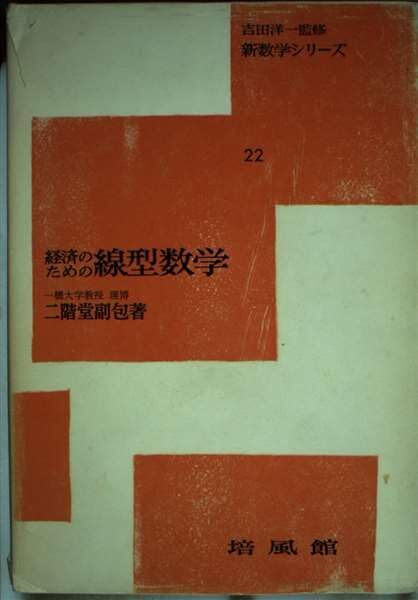 吉田洋一監修
新数学シリーズ
22
経済の
ための線型数学
一橋大学教授 理博
二階堂副包著
培風館